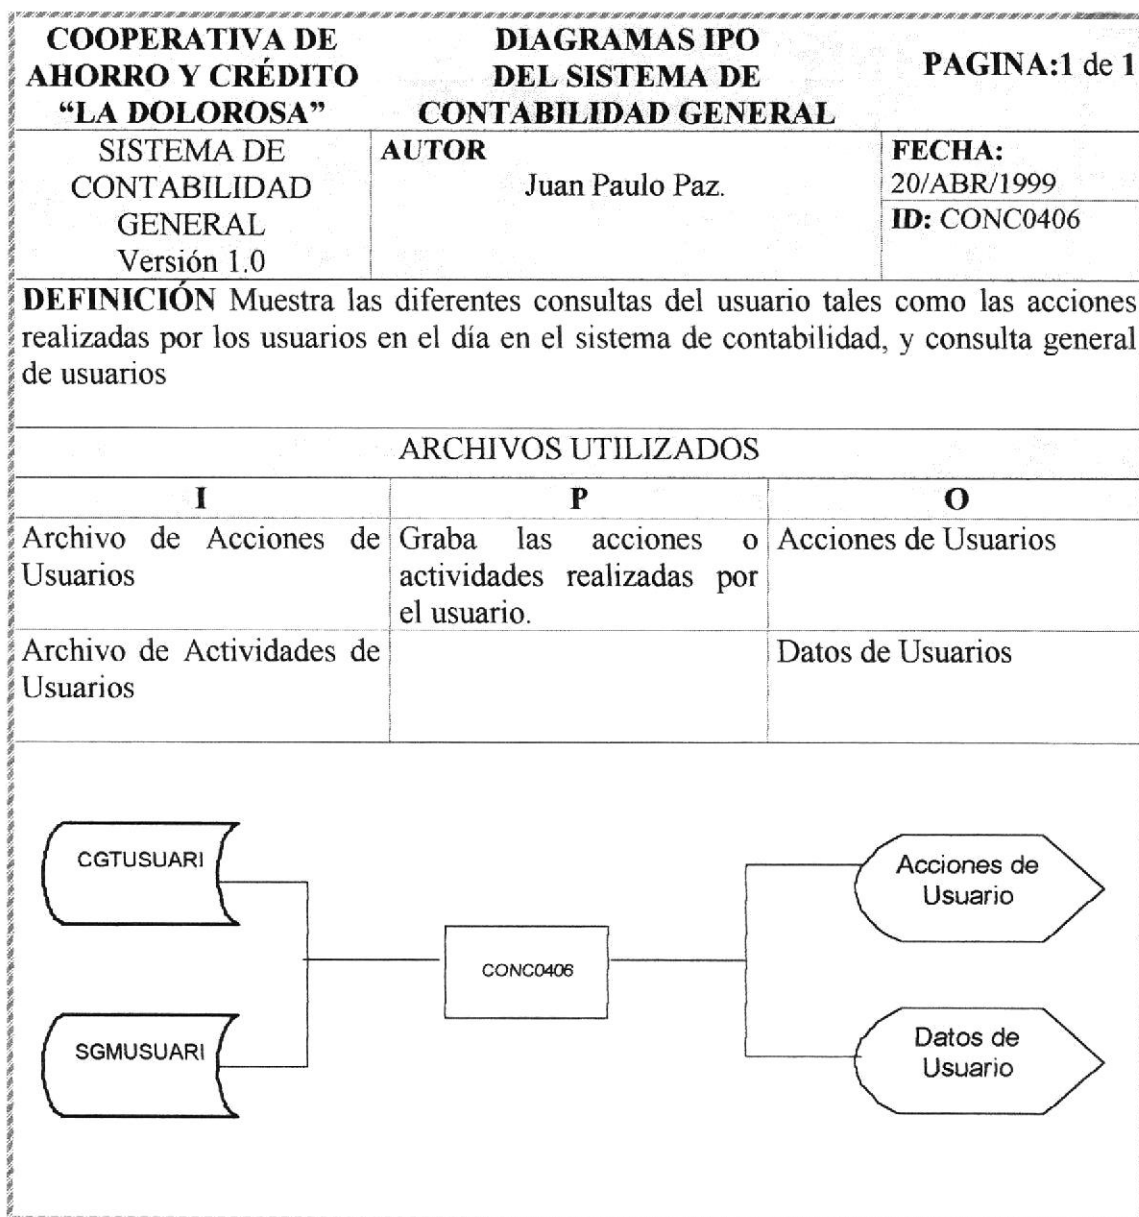 COOPERATIVA DE
AHORRO Y CRÉDITO
“LA DOLOROSA”
DIAGRAMAS IPO
DEL SISTEMA DE
CONTABILIDAD GENERAL
PAGINA:1 de 1
SISTEMA DE
CONTABILIDAD
GENERAL
Versión 1.0
AUTOR
Juan Paulo Paz.
FECHA:
20/ABR/1999
ID: CONC0406
DEFINICIÓN Muestra las diferentes consultas del usuario tales como las acciones
realizadas por los usuarios en el día en el sistema de contabilidad, y consulta general
de usuarios
ARCHIVOS UTILIZADOS
I
P
O
Archivo de Acciones de
Usuarios
Graba las acciones o
actividades realizadas por
el usuario.
Acciones de Usuarios
Archivo de Actividades de
Usuarios
Datos de Usuarios
CGTUSUARI
Acciones de
Usuario
CONC0406
SGMUSUARI
Datos de
Usuario